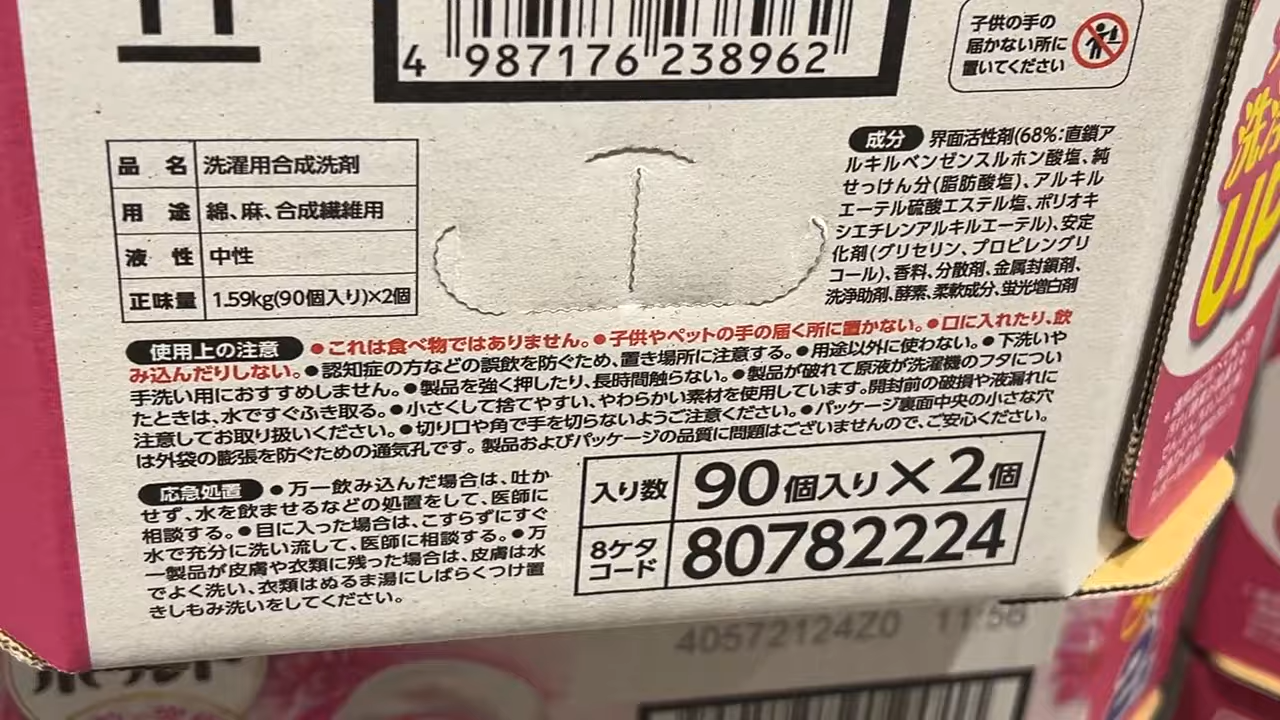 4 987176 238962
子供の手の
届かない所に
置いてください
品 名 洗濯用合成洗剤
用 途 綿、麻、合成繊維用
液 性 中性
正味量 1.59kg(90個入り)×2個
成分 界面活性剤(68%:直鎖ア
ルキルベンゼンスルホン酸塩、純
せっけん分(脂肪酸塩)、アルキル
エーテル硫酸エステル塩、ポリオキ
シエチレンアルキルエーテル)、安定
化剤(グリセリン、プロピレングリ
コール)、香料、分散剤、金属封鎖剤、
洗浄助剤、酵素、柔軟成分、蛍光増白剤
使用上の注意 ●これは食べ物ではありません。●子供やペットの手の届く所に置かない。●口に入れたり、飲
み込んだりしない。●認知症の方などの誤飲を防ぐため、置き場所に注意する。●用途以外に使わない。●下洗いや
手洗い用におすすめしません。●製品を強く押したり、長時間触らない。●製品が破れて原液が洗濯機のフタについ
たときは、水ですぐふき取る。●小さくして捨てやすい、やわらかい素材を使用しています。開封前の破損や液漏れに
注意してお取り扱いください。●切り口や角で手を切らないようご注意ください。●パッケージ裏面中央の小さな穴
は外袋の膨張を防ぐための通気孔です。製品およびパッケージの品質に問題はございませんので、ご安心ください。
応急処置 ●万一飲み込んだ場合は、吐か
せず、水を飲ませるなどの処置をして、医師に
相談する。●目に入った場合は、こすらずにすぐ
水で充分に洗い流して、医師に相談する。●万
一製品が皮膚や衣類に残った場合は、皮膚は水
でよく洗い、衣類はぬるま湯にしばらくつけ置
きしもみ洗いをしてください。
入り数 90個入り×2個
8ケタ
コード 80782224
洗浄
UP
40572124Z0 11:56